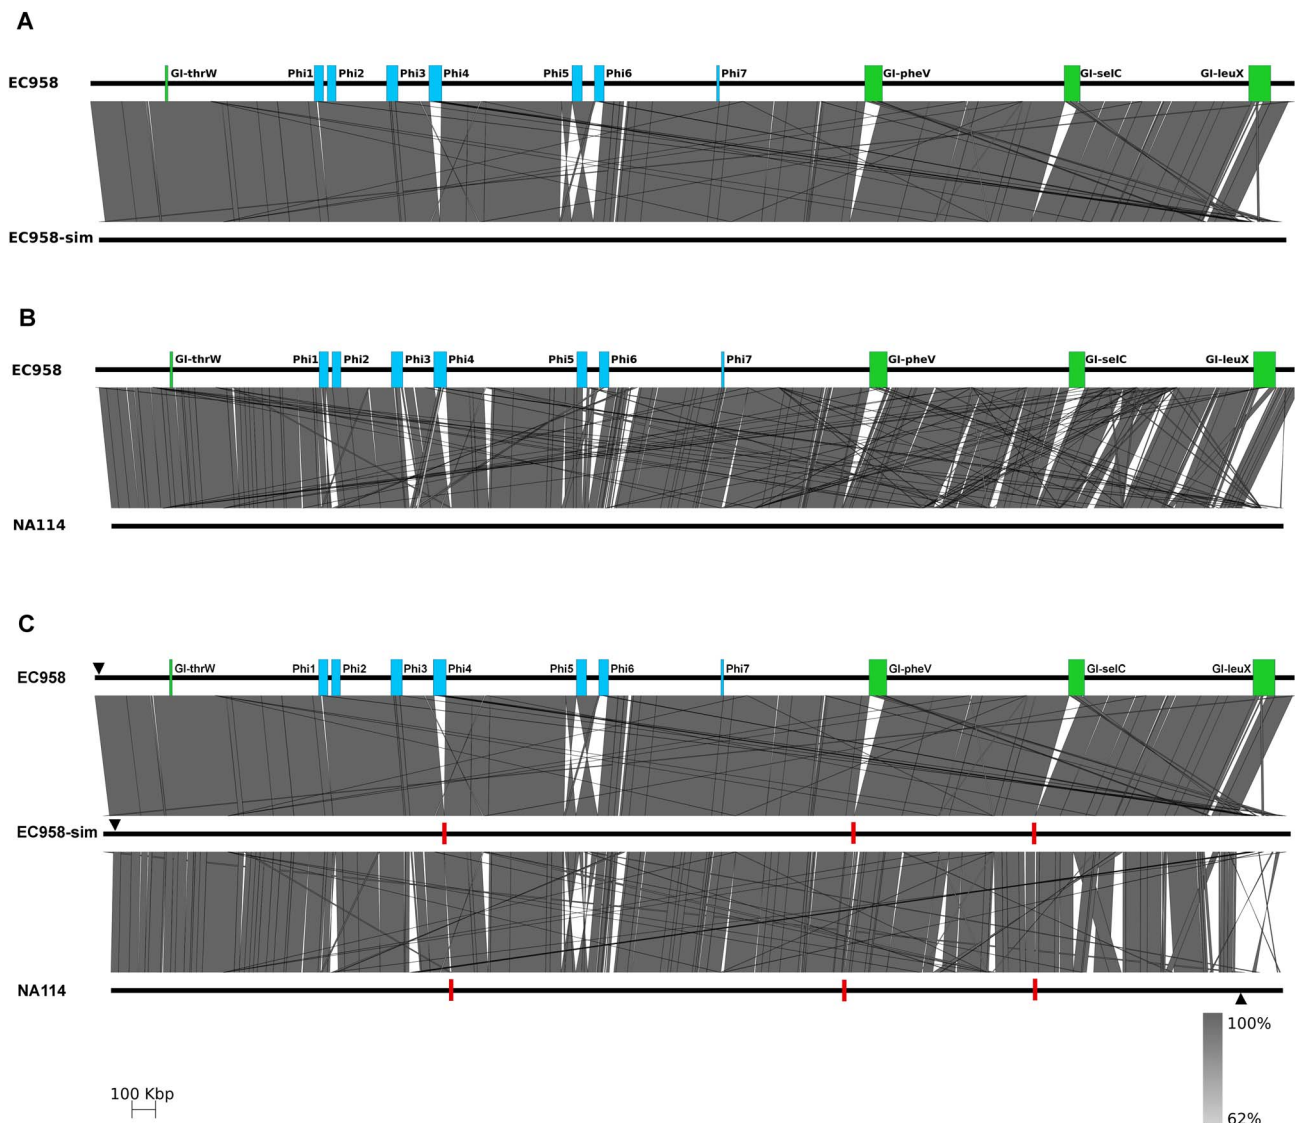 A
EC958 GI-thrW Phi1 Phi2 Phi3 Phi4 Phi5 Phi6 Phi7 GI-pheV GI-selC GI-leuX
EC958-sim
B
EC958 GI-thrW Phi1 Phi2 Phi3 Phi4 Phi5 Phi6 Phi7 GI-pheV GI-selC GI-leuX
NA114
C
EC958 GI-thrW Phi1 Phi2 Phi3 Phi4 Phi5 Phi6 Phi7 GI-pheV GI-selC GI-leuX
EC958-sim
NA114
100%
100 Kbp
62%